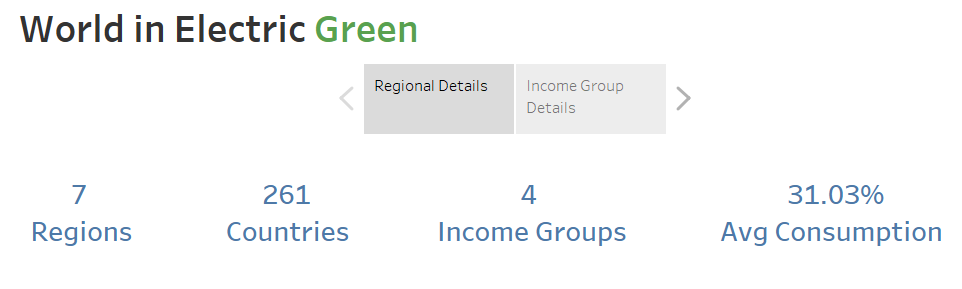 World in Electric Green
Regional Details
Income Group
Details
7
Regions
261
Countries
4
Income Groups
31.03%
Avg Consumption